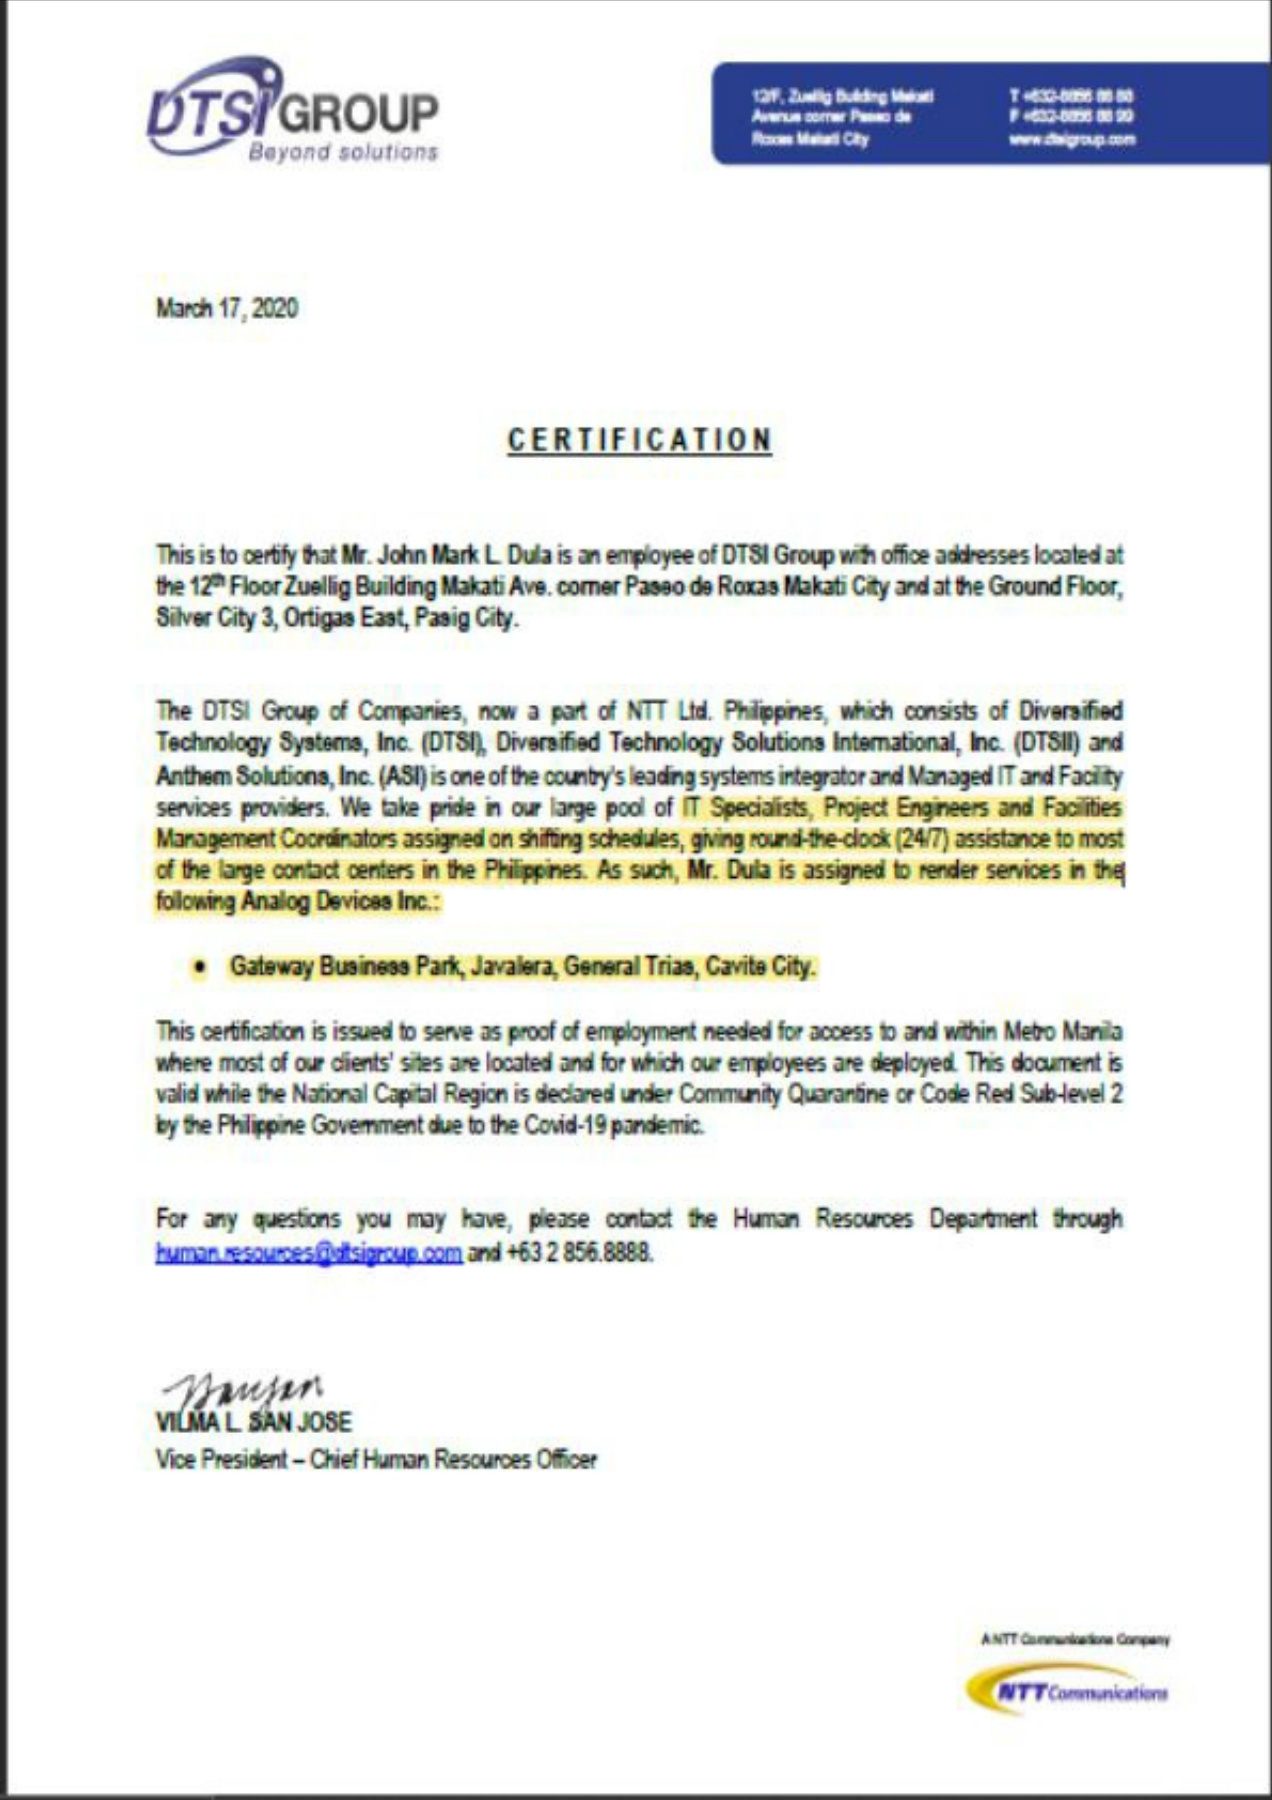 DTSI GROUP
Beyond solutions
12/F, Zuellig Building Makati
Avenue corner Paseo de
Roxas Makati City
T +632-8856 88 88
F +632-8856 88 99
www.dtsigroup.com
March 17, 2020
CERTIFICATION
This is to certify that Mr. John Mark L. Dula is an employee of DTSI Group with office addresses located at
the 12th Floor Zuellig Building Makati Ave. corner Paseo de Roxas Makati City and at the Ground Floor,
Silver City 3, Ortigas East, Pasig City.
The DTSI Group of Companies, now a part of NTT Ltd. Philippines, which consists of Diversified
Technology Systems, Inc. (DTSI), Diversified Technology Solutions International, Inc. (DTSII) and
Anthem Solutions, Inc. (ASI) is one of the country's leading systems integrator and Managed IT and Facility
services providers. We take pride in our large pool of IT Specialists, Project Engineers and Facilities
Management Coordinators assigned on shifting schedules, giving round-the-clock (24/7) assistance to most
of the large contact centers in the Philippines. As such, Mr. Dula is assigned to render services in the
following Analog Devices Inc.:
• Gateway Business Park, Javalera, General Trias, Cavite City.
This certification is issued to serve as proof of employment needed for access to and within Metro Manila
where most of our clients' sites are located and for which our employees are deployed. This document is
valid while the National Capital Region is declared under Community Quarantine or Code Red Sub-level 2
by the Philippine Government due to the Covid-19 pandemic.
For any questions you may have, please contact the Human Resources Department through
human.resources@dtsigroup.com and +63 2 856.8888.
VILMA L. SAN JOSE
Vice President – Chief Human Resources Officer
A NTT Communications Company
NTT Communications